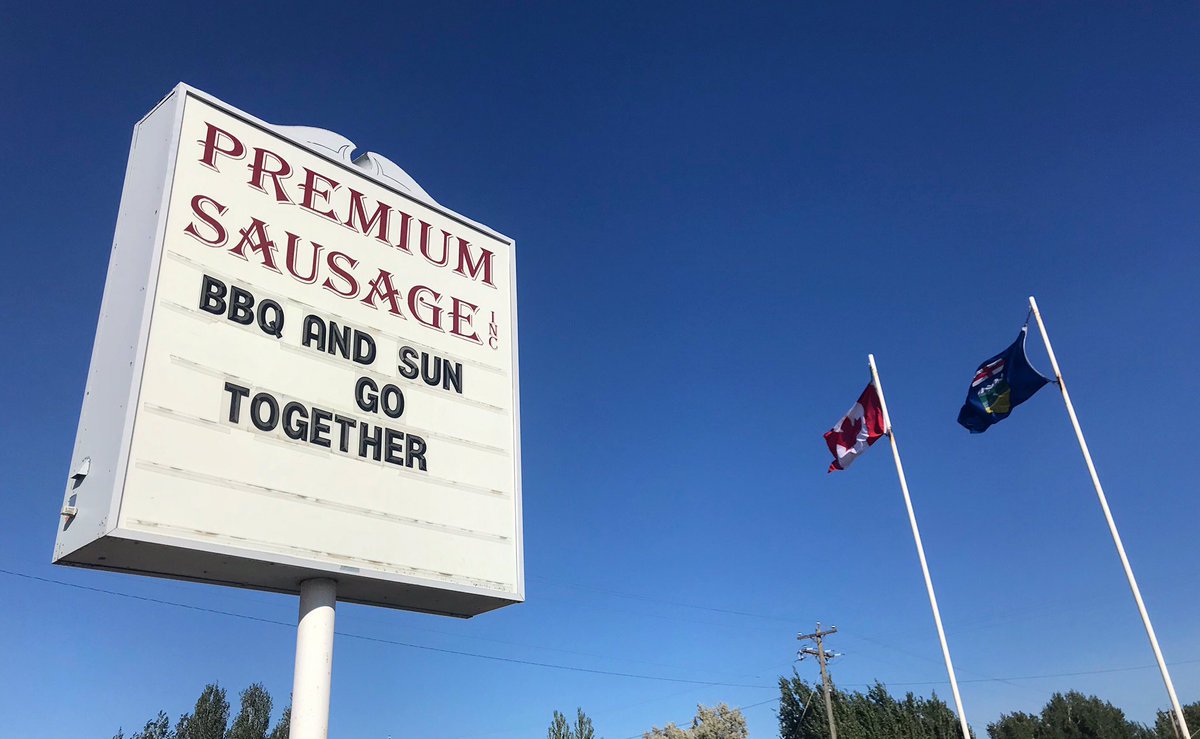 PREMIUM
SAUSAGE INC
BBQ AND SUN
GO
TOGETHER